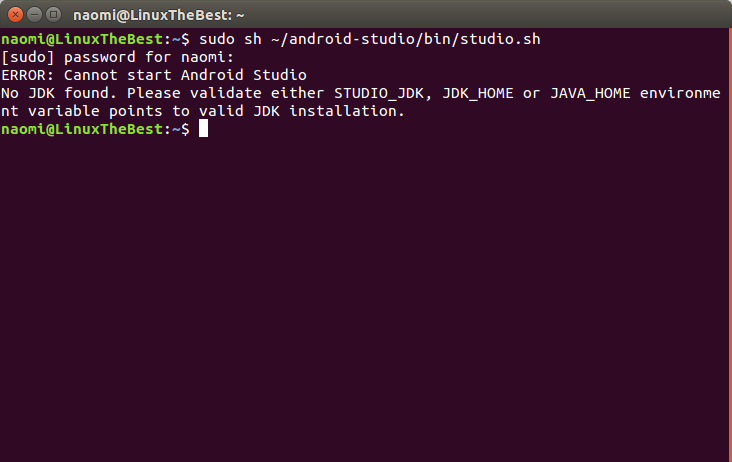 naomi@LinuxTheBest: ~
naomi@LinuxTheBest:~$ sudo sh ~/android-studio/bin/studio.sh
[sudo] password for naomi:
ERROR: Cannot start Android Studio
No JDK found. Please validate either STUDIO_JDK, JDK_HOME or JAVA_HOME environme
nt variable points to valid JDK installation.
naomi@LinuxTheBest:~$